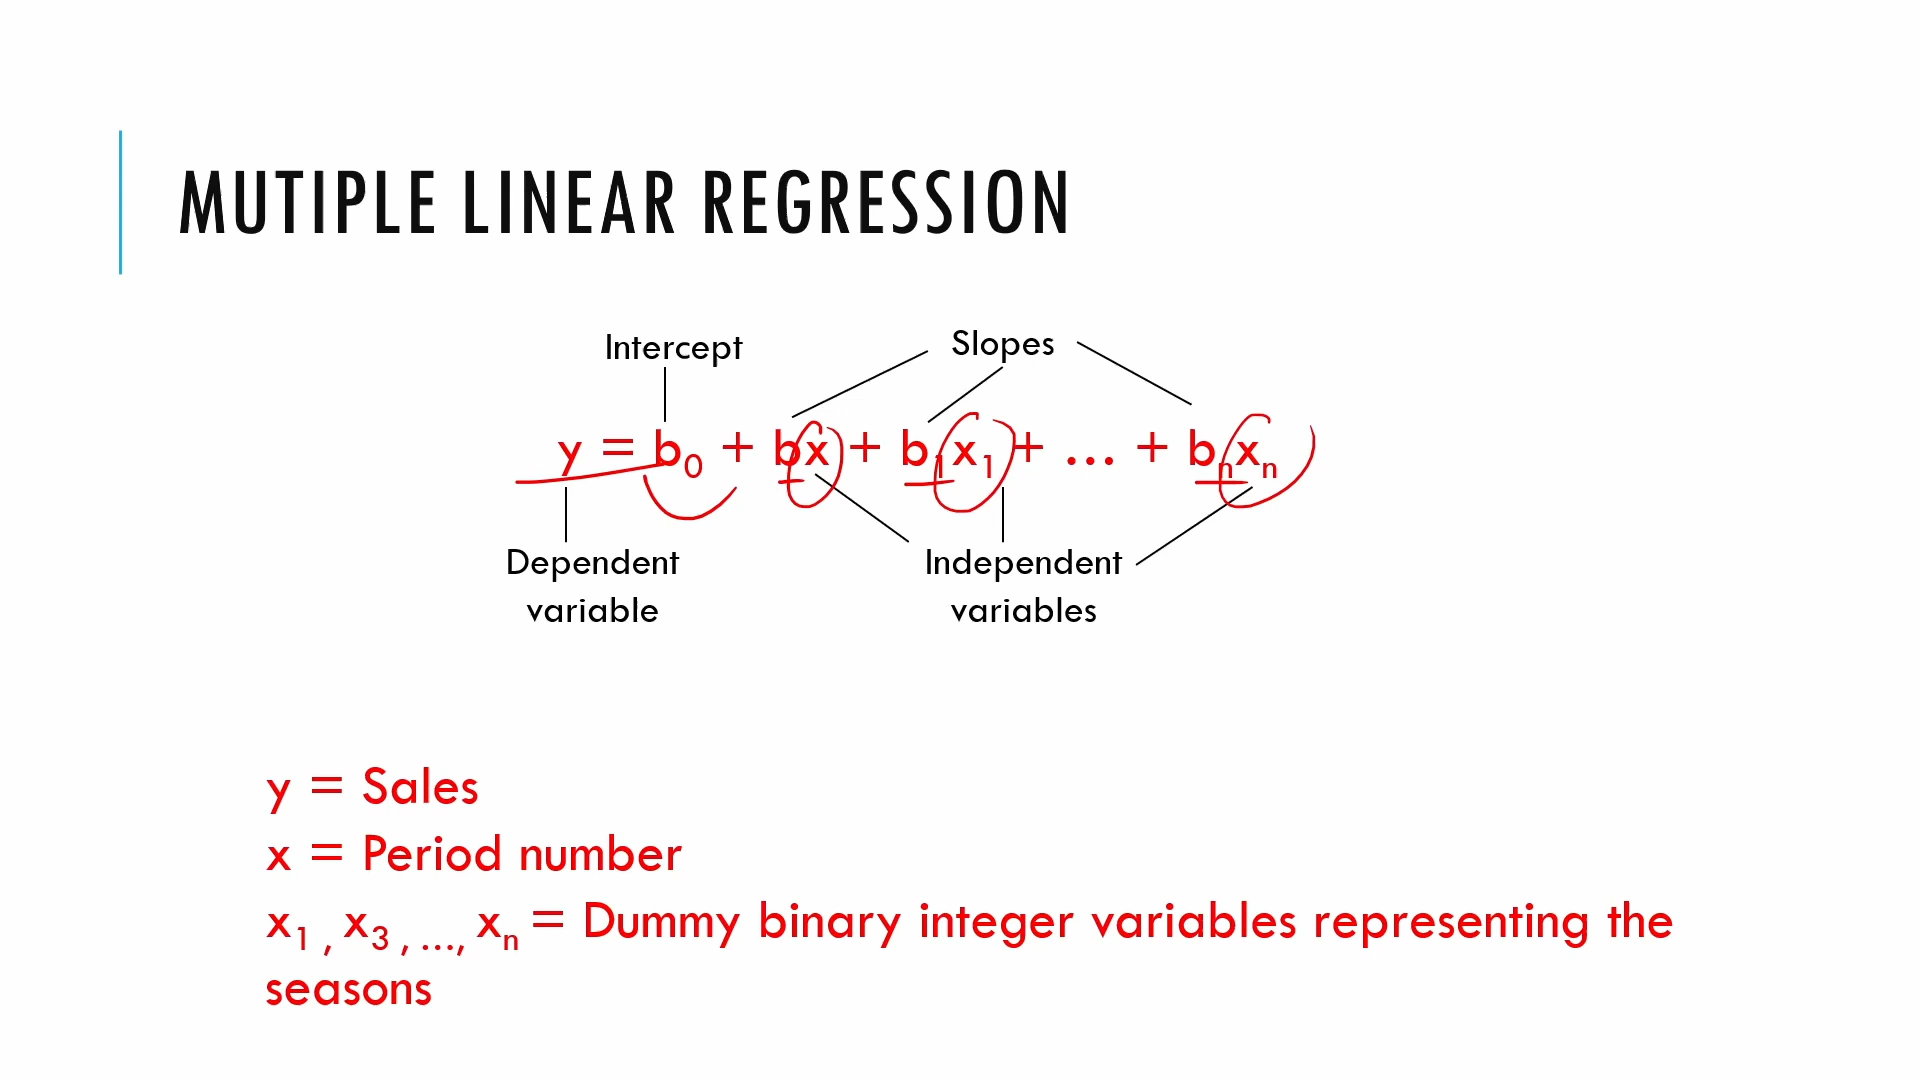 MUTIPLE LINEAR REGRESSION
Intercept Slopes
y = b₀ + bx + b₁x₁ + … + bₙxₙ
Dependent Independent
variable variables
y = Sales
x = Period number
x₁ , x₃ , …, xₙ = Dummy binary integer variables representing the
seasons